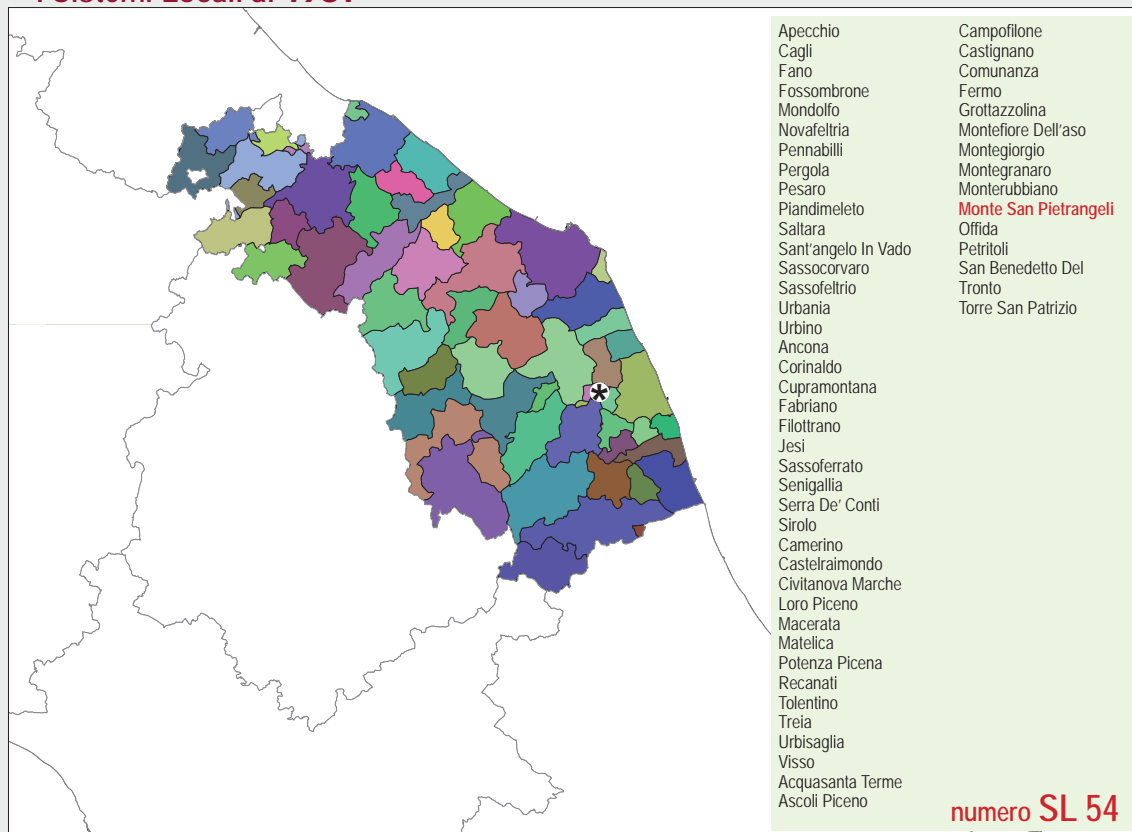 i Sistemi Locali al 1981
Apecchio
Cagli
Fano
Fossombrone
Mondolfo
Novafeltria
Pennabilli
Pergola
Pesaro
Piandimeleto
Saltara
Sant'angelo In Vado
Sassocorvaro
Sassofeltrio
Urbania
Urbino
Ancona
Corinaldo
Cupramontana
Fabriano
Filottrano
Jesi
Sassoferrato
Senigallia
Serra De' Conti
Sirolo
Camerino
Castelraimondo
Civitanova Marche
Loro Piceno
Macerata
Matelica
Potenza Picena
Recanati
Tolentino
Treia
Urbisaglia
Visso
Acquasanta Terme
Ascoli Piceno
Campofilone
Castignano
Comunanza
Fermo
Grottazzolina
Montefiore Dell'aso
Montegiorgio
Montegranaro
Monterubbiano
Monte San Pietrangeli
Offida
Petritoli
San Benedetto Del
Tronto
Torre San Patrizio
*
numero SL 54